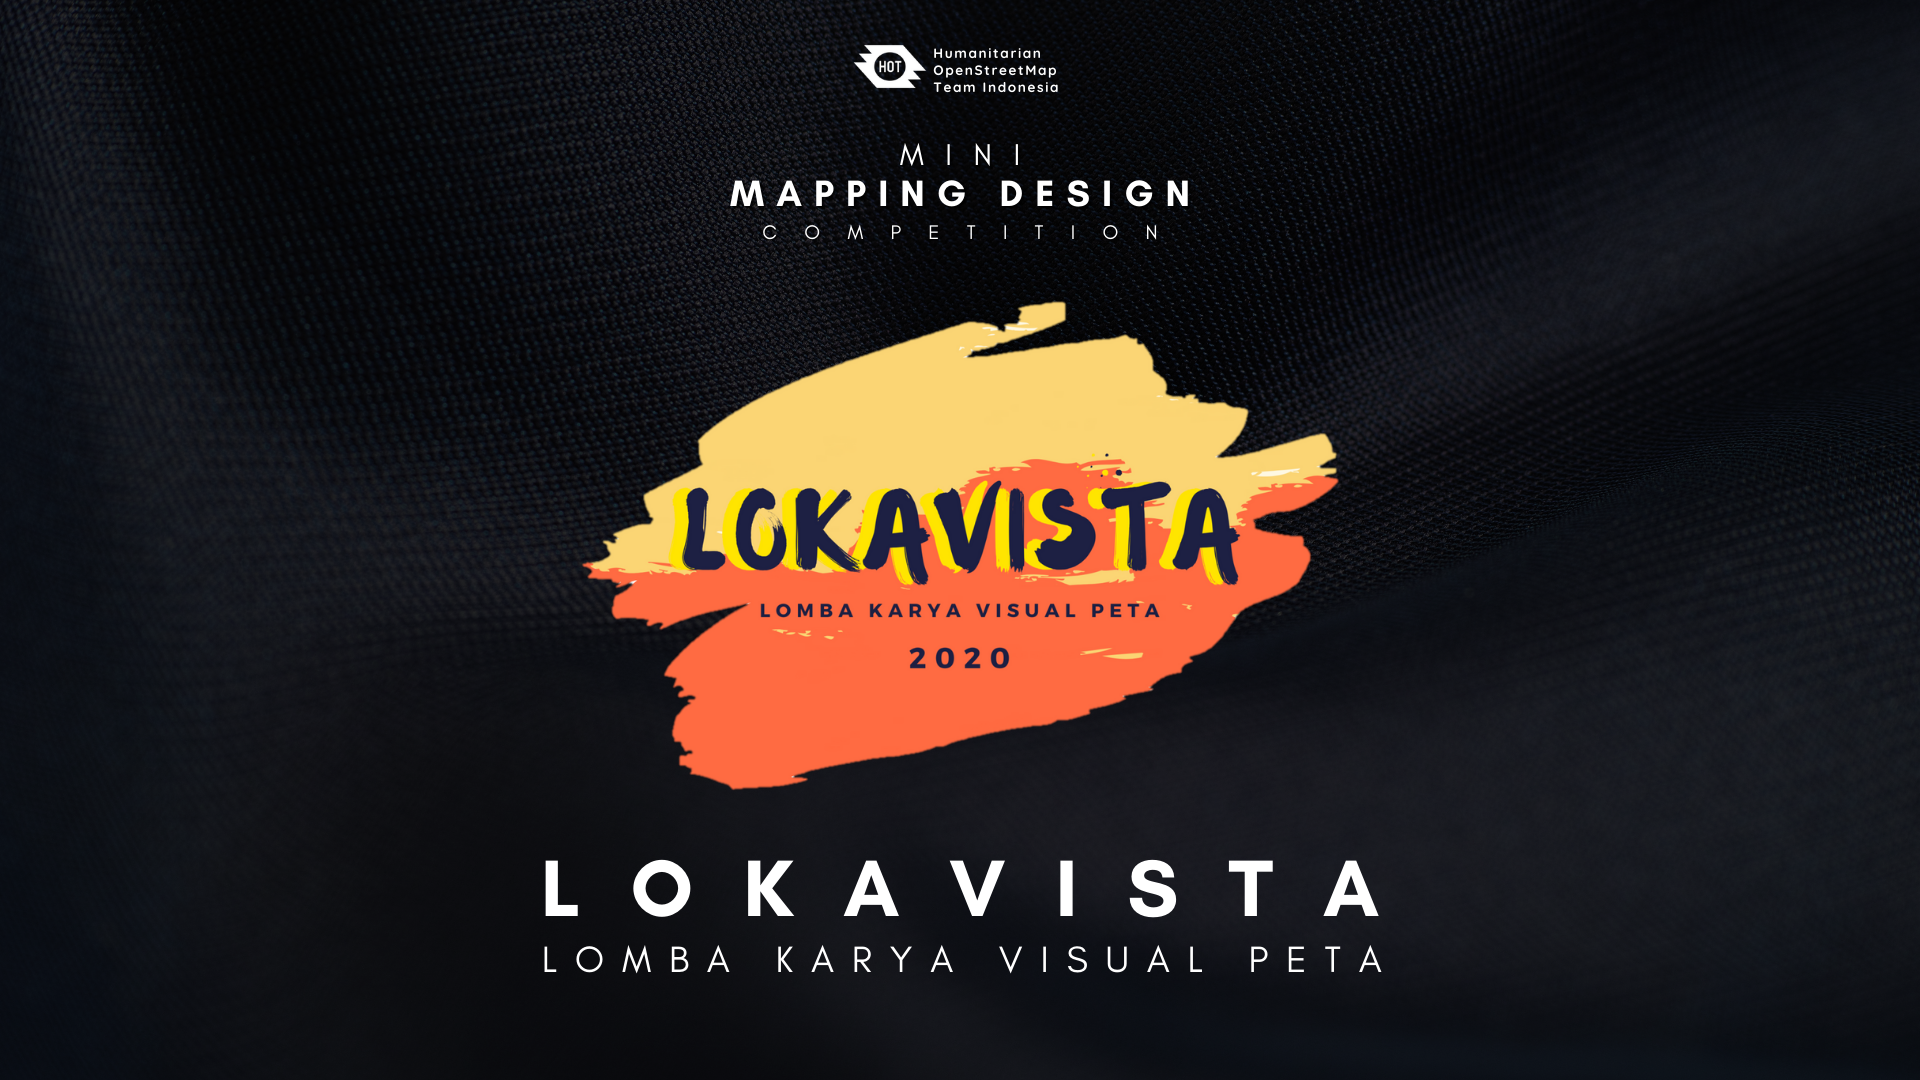 HOT
Humanitarian
OpenStreetMap
Team Indonesia
MINI
MAPPING DESIGN
COMPETITION
LOKAVISTA
LOMBA KARYA VISUAL PETA
2020
LOKAVISTA
LOMBA KARYA VISUAL PETA